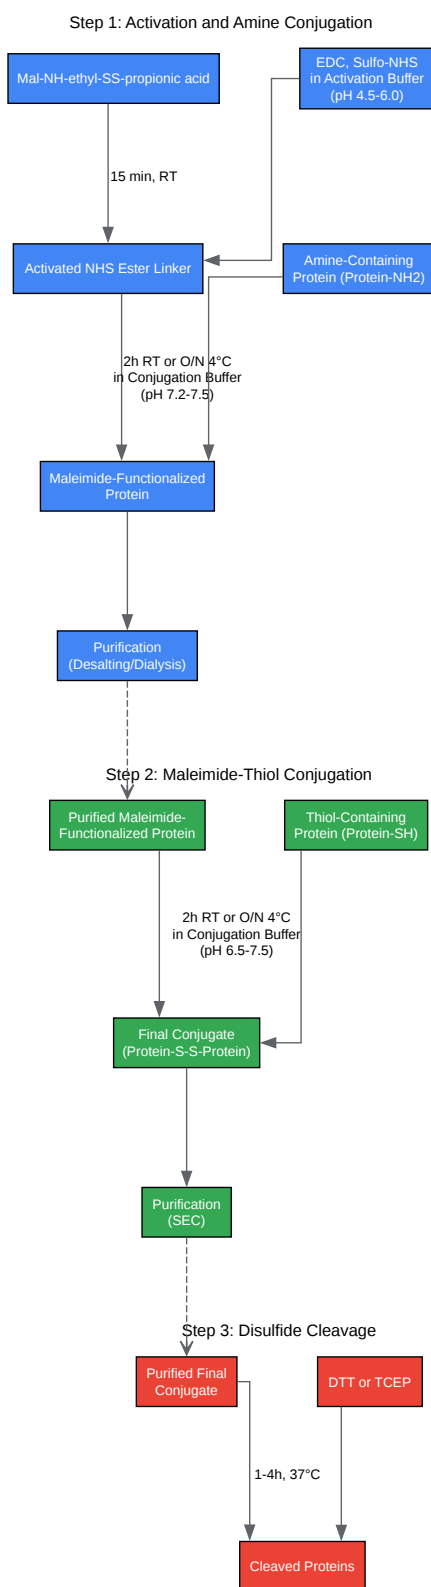 Step 1: Activation and Amine Conjugation
Mal-NH-ethyl-SS-propionic acid
EDC, Sulfo-NHS
in Activation Buffer
(pH 4.5-6.0)
15 min, RT
Activated NHS Ester Linker
Amine-Containing
Protein (Protein-NH2)
2h RT or O/N 4°C
in Conjugation Buffer
(pH 7.2-7.5)
Maleimide-Functionalized
Protein
Purification
(Desalting/Dialysis)
Step 2: Maleimide-Thiol Conjugation
Purified Maleimide-
Functionalized Protein
Thiol-Containing
Protein (Protein-SH)
2h RT or O/N 4°C
in Conjugation Buffer
(pH 6.5-7.5)
Final Conjugate
(Protein-S-S-Protein)
Purification
(SEC)
Step 3: Disulfide Cleavage
Purified Final
Conjugate
DTT or TCEP
1-4h, 37°C
Cleaved Proteins